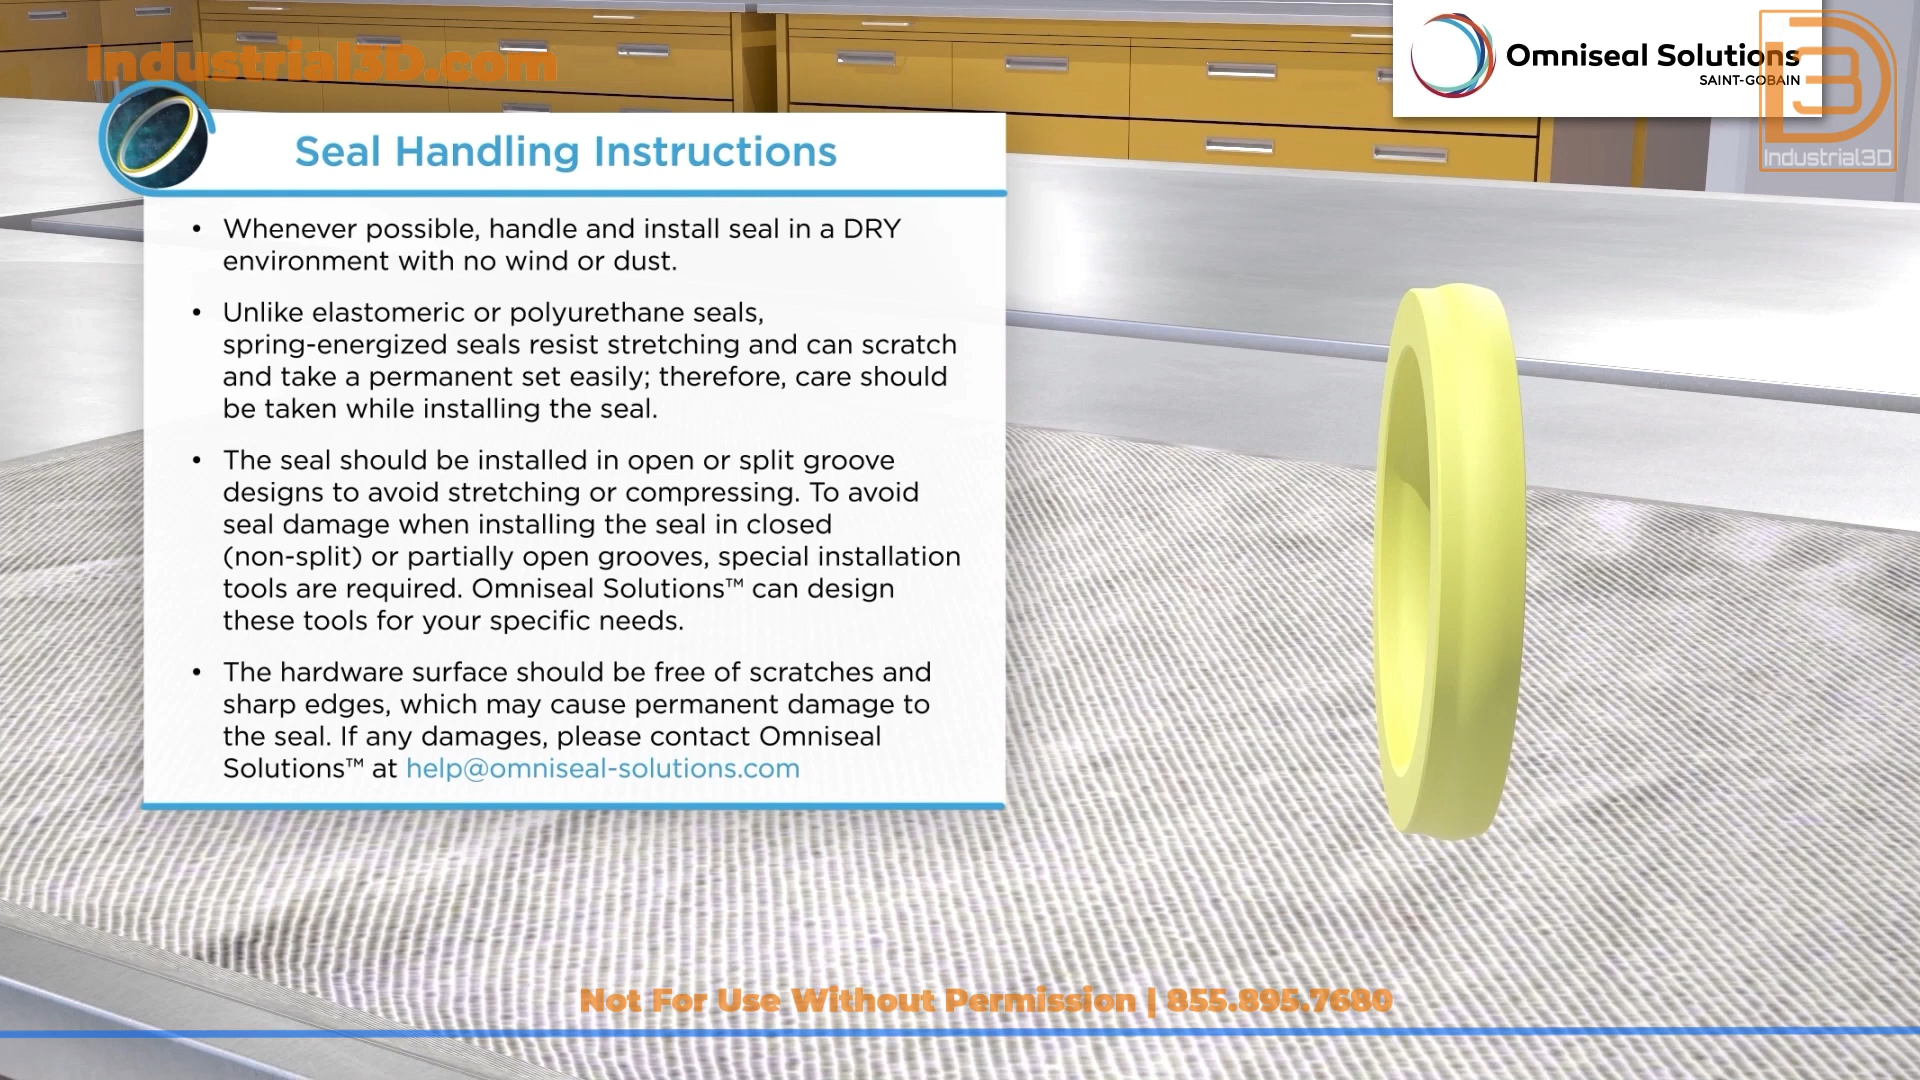 Industrial3D.com
Omniseal Solutions
SAINT-GOBAIN
Industrial3D
Seal Handling Instructions
• Whenever possible, handle and install seal in a DRY
environment with no wind or dust.
• Unlike elastomeric or polyurethane seals,
spring-energized seals resist stretching and can scratch
and take a permanent set easily; therefore, care should
be taken while installing the seal.
• The seal should be installed in open or split groove
designs to avoid stretching or compressing. To avoid
seal damage when installing the seal in closed
(non-split) or partially open grooves, special installation
tools are required. Omniseal Solutions™ can design
these tools for your specific needs.
• The hardware surface should be free of scratches and
sharp edges, which may cause permanent damage to
the seal. If any damages, please contact Omniseal
Solutions™ at help@omniseal-solutions.com
Not For Use Without Permission | 855.895.7680